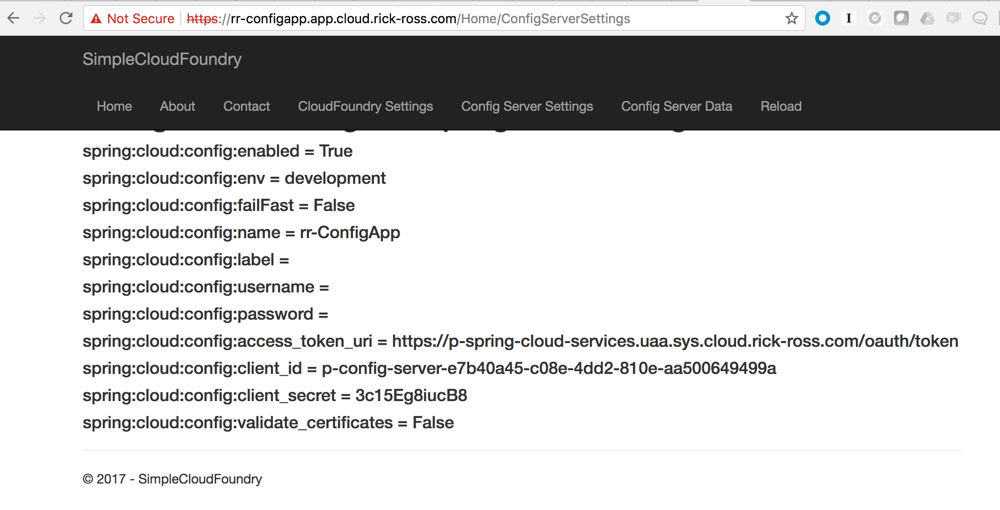 Not Secure https://rr-configapp.app.cloud.rick-ross.com/Home/ConfigServerSettings
SimpleCloudFoundry
Home About Contact CloudFoundry Settings Config Server Settings Config Server Data Reload
spring:cloud:config:enabled = True
spring:cloud:config:env = development
spring:cloud:config:failFast = False
spring:cloud:config:name = rr-ConfigApp
spring:cloud:config:label =
spring:cloud:config:username =
spring:cloud:config:password =
spring:cloud:config:access_token_uri = https://p-spring-cloud-services.uaa.sys.cloud.rick-ross.com/oauth/token
spring:cloud:config:client_id = p-config-server-e7b40a45-c08e-4dd2-810e-aa500649499a
spring:cloud:config:client_secret = 3c15Eg8iucB8
spring:cloud:config:validate_certificates = False
© 2017 - SimpleCloudFoundry